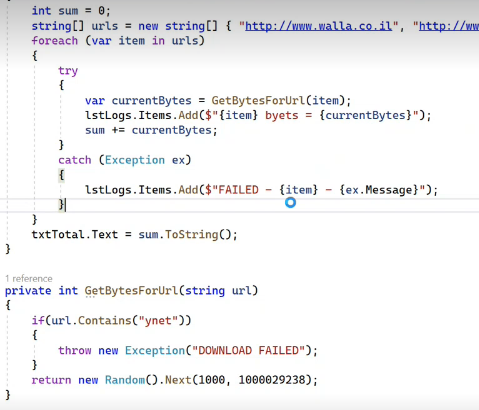 int sum = 0;
string[] urls = new string[] { "http://www.walla.co.il", "http://ww
foreach (var item in urls)
{
try
{
var currentBytes = GetBytesForUrl(item);
lstLogs.Items.Add($"{item} byets = {currentBytes}");
sum += currentBytes;
}
catch (Exception ex)
{
lstLogs.Items.Add($"FAILED - {item} - {ex.Message}");
}
}
txtTotal.Text = sum.ToString();
}
1 reference
private int GetBytesForUrl(string url)
{
if(url.Contains("ynet"))
{
throw new Exception("DOWNLOAD FAILED");
}
return new Random().Next(1000, 1000029238);
}